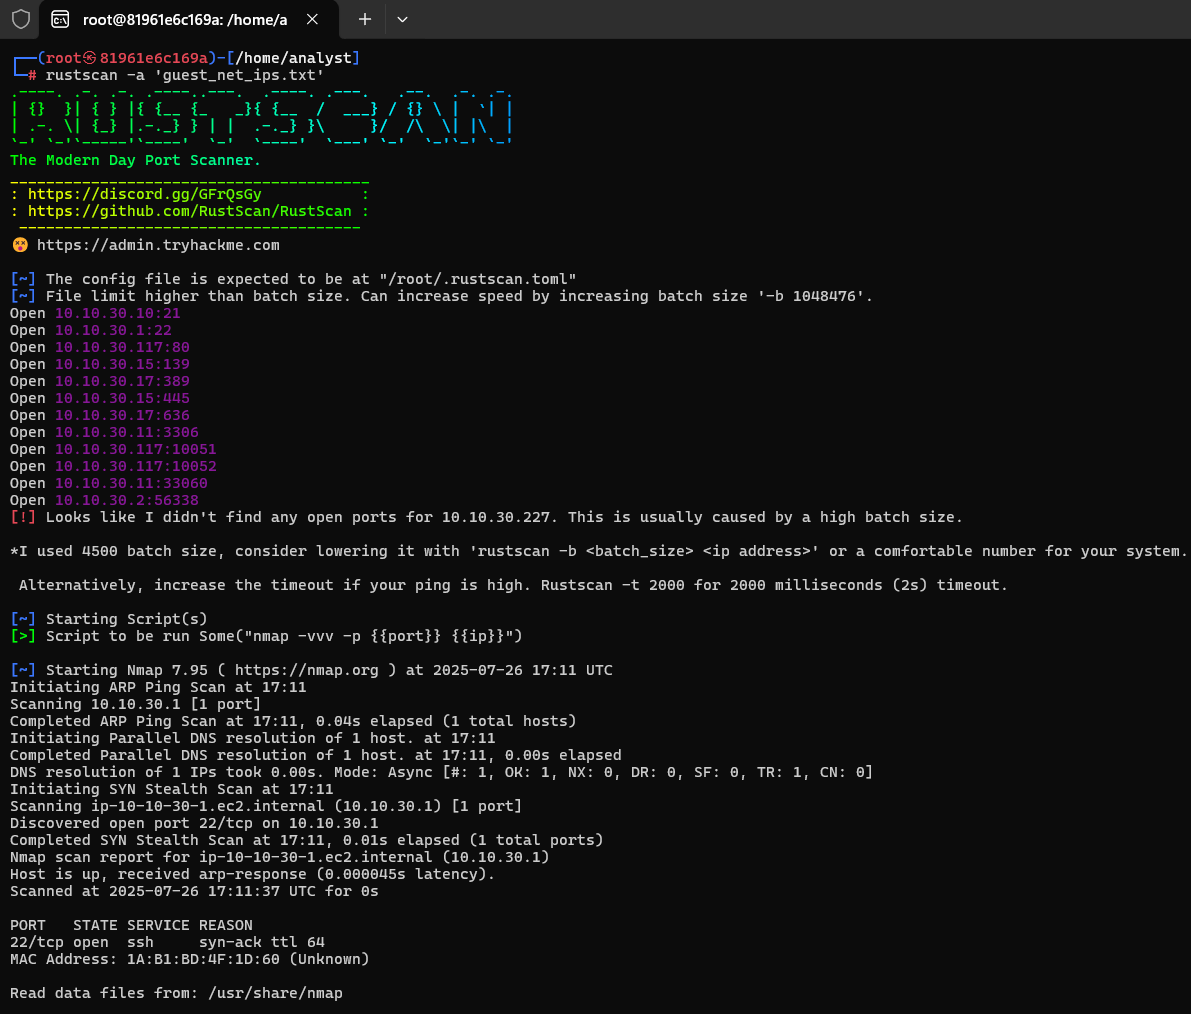 root@81961e6c169a: /home/a
┌──(root㉿81961e6c169a)-[/home/analyst]
└─# rustscan -a 'guest_net_ips.txt'
.----. .-. .-. .----..---.  .----. .---.   .--.  .-. .-.
| {}  }| { } |{ {__ {_   _}{ {__  /  ___} / {} \ |  `| |
| .-. \| {_} |.-._} } | |  .-._} }\     }/  /\  \| |\  |
`-' `-'`-----'`----'  `-'  `----'  `---' `-'  `-'`-' `-'
The Modern Day Port Scanner.
________________________________________
: https://discord.gg/GFrQsGy           :
: https://github.com/RustScan/RustScan :
 --------------------------------------
😵 https://admin.tryhackme.com
[~] The config file is expected to be at "/root/.rustscan.toml"
[~] File limit higher than batch size. Can increase speed by increasing batch size '-b 1048476'.
Open 10.10.30.10:21
Open 10.10.30.1:22
Open 10.10.30.117:80
Open 10.10.30.15:139
Open 10.10.30.17:389
Open 10.10.30.15:445
Open 10.10.30.17:636
Open 10.10.30.11:3306
Open 10.10.30.117:10051
Open 10.10.30.117:10052
Open 10.10.30.11:33060
Open 10.10.30.2:56338
[!] Looks like I didn't find any open ports for 10.10.30.227. This is usually caused by a high batch size.
*I used 4500 batch size, consider lowering it with 'rustscan -b <batch_size> <ip address>' or a comfortable number for your system.
 Alternatively, increase the timeout if your ping is high. Rustscan -t 2000 for 2000 milliseconds (2s) timeout.
[~] Starting Script(s)
[>] Script to be run Some("nmap -vvv -p {{port}} {{ip}}")
[~] Starting Nmap 7.95 ( https://nmap.org ) at 2025-07-26 17:11 UTC
Initiating ARP Ping Scan at 17:11
Scanning 10.10.30.1 [1 port]
Completed ARP Ping Scan at 17:11, 0.04s elapsed (1 total hosts)
Initiating Parallel DNS resolution of 1 host. at 17:11
Completed Parallel DNS resolution of 1 host. at 17:11, 0.00s elapsed
DNS resolution of 1 IPs took 0.00s. Mode: Async [#: 1, OK: 1, NX: 0, DR: 0, SF: 0, TR: 1, CN: 0]
Initiating SYN Stealth Scan at 17:11
Scanning ip-10-10-30-1.ec2.internal (10.10.30.1) [1 port]
Discovered open port 22/tcp on 10.10.30.1
Completed SYN Stealth Scan at 17:11, 0.01s elapsed (1 total ports)
Nmap scan report for ip-10-10-30-1.ec2.internal (10.10.30.1)
Host is up, received arp-response (0.000045s latency).
Scanned at 2025-07-26 17:11:37 UTC for 0s
PORT   STATE SERVICE REASON
22/tcp open  ssh     syn-ack ttl 64
MAC Address: 1A:B1:BD:4F:1D:60 (Unknown)
Read data files from: /usr/share/nmap